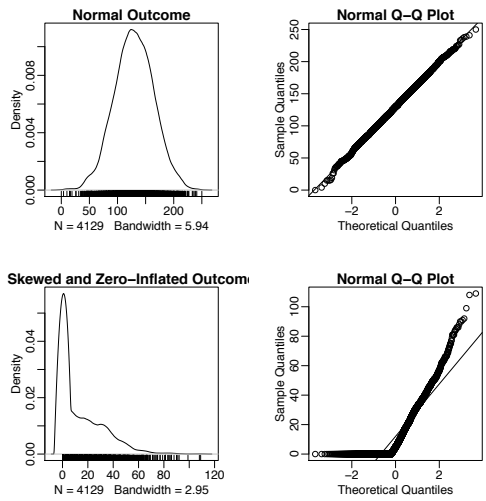 Normal Outcome
Density
0.000 0.004 0.008
0 50 100 150 200
N = 4129 Bandwidth = 5.94
Normal Q−Q Plot
Sample Quantiles
0 50 100 150 200 250
−2 0 2
Theoretical Quantiles
Skewed and Zero−Inflated Outcome
Density
0.00 0.02 0.04
0 20 40 60 80 120
N = 4129 Bandwidth = 2.95
Normal Q−Q Plot
Sample Quantiles
0 20 40 60 80 100
−2 0 2
Theoretical Quantiles